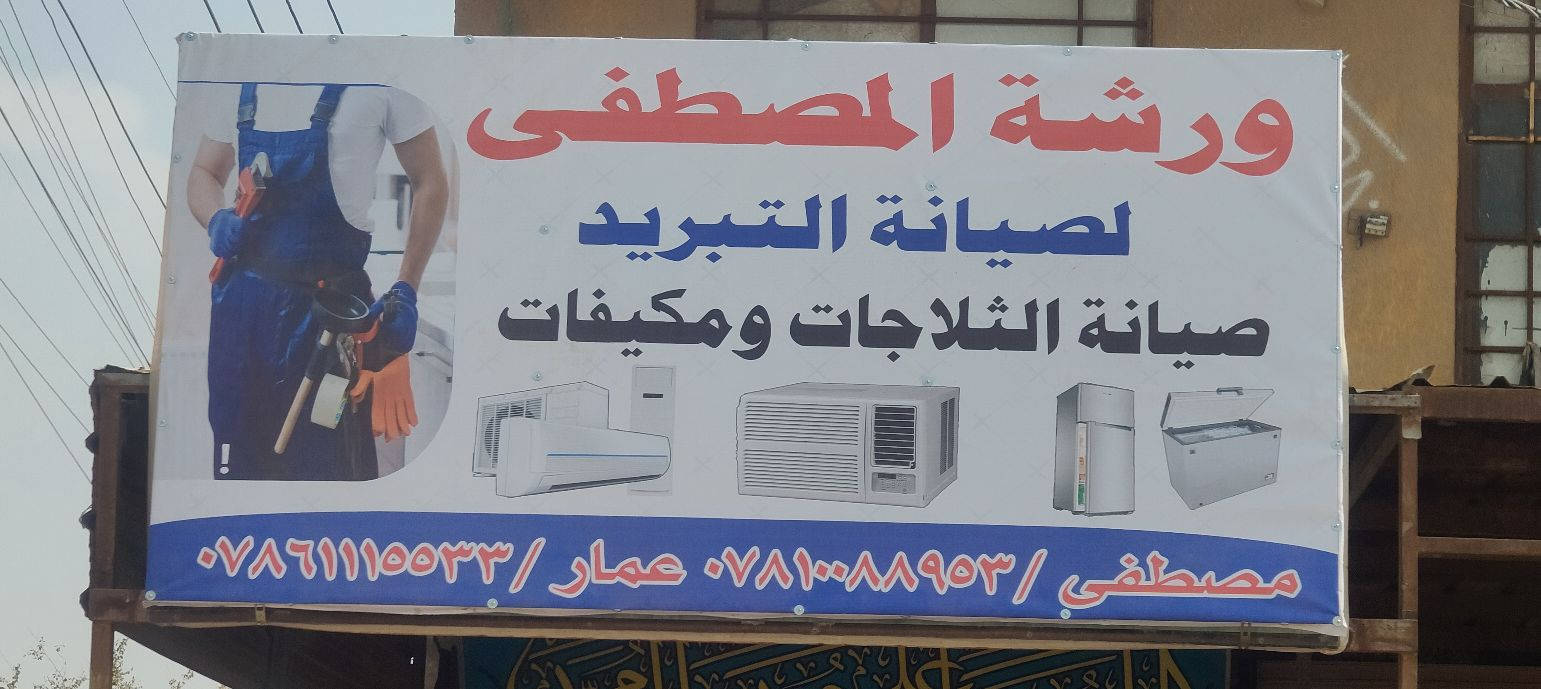 ورشة المصطفى
لصيانة التبريد
صيانة الثلاجات ومكيفات
مصطفى /٠٧٨١٠٠٨٨٩٥٣ عمار /٠٧٨٦١١١٥٥٣٣